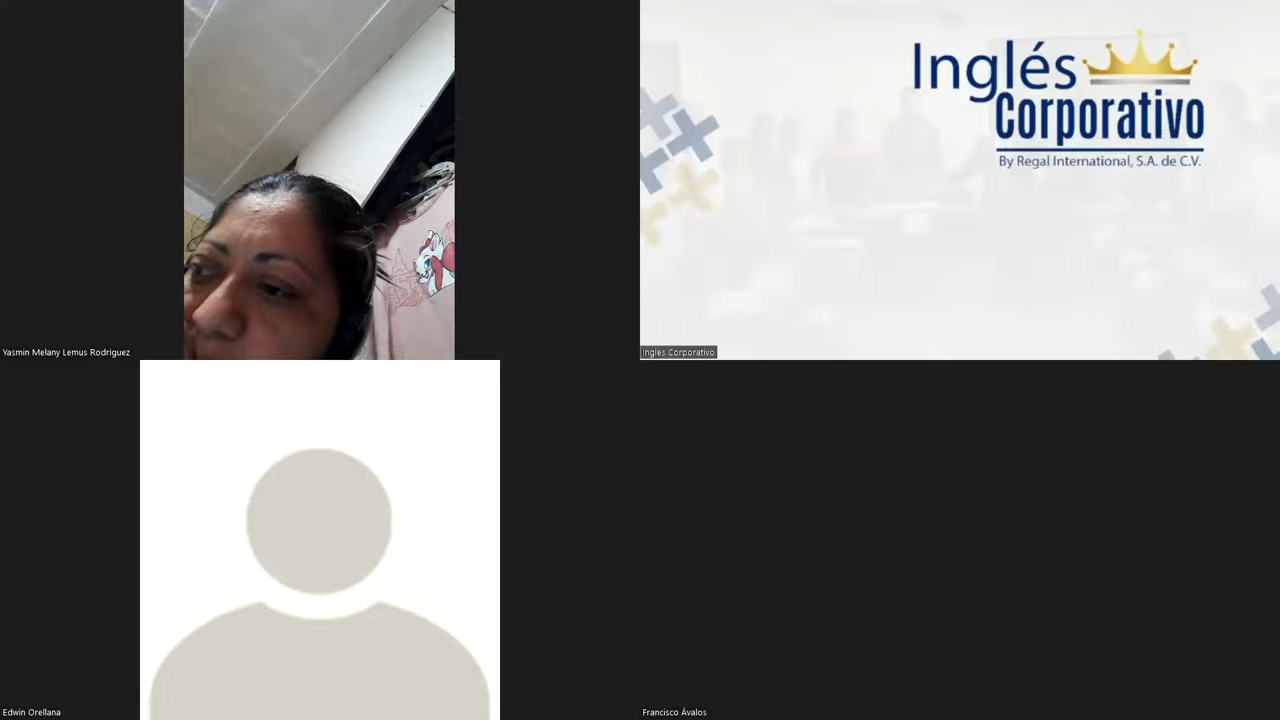 Inglés
Corporativo
By Regal International, S.A. de C.V.
Yasmin Melany Lemus Rodriguez
Ingles Corporativo
Edwin Orellana
Francisco Ávalos